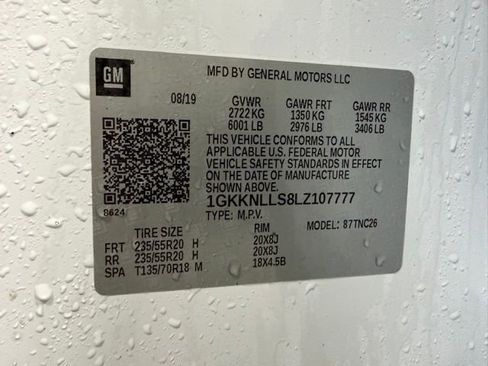 GM
MFD BY GENERAL MOTORS LLC
08/19 GVWR GAWR FRT GAWR RR
2722 KG 1350 KG 1545 KG
6001 LB 2976 LB 3406 LB
THIS VEHICLE CONFORMS TO ALL
APPLICABLE U.S. FEDERAL MOTOR
VEHICLE SAFETY STANDARDS IN EFFECT
ON THE DATE OF MANUFACTURE
SHOWN ABOVE.
1GKKNLLS8LZ107777
8624
TYPE: M.P.V. MODEL: 87TNC26
TIRE SIZE RIM
FRT 235/55R20 H 20X8J
RR 235/55R20 H 20X8J
SPA T135/70R18 M 18X4.5B